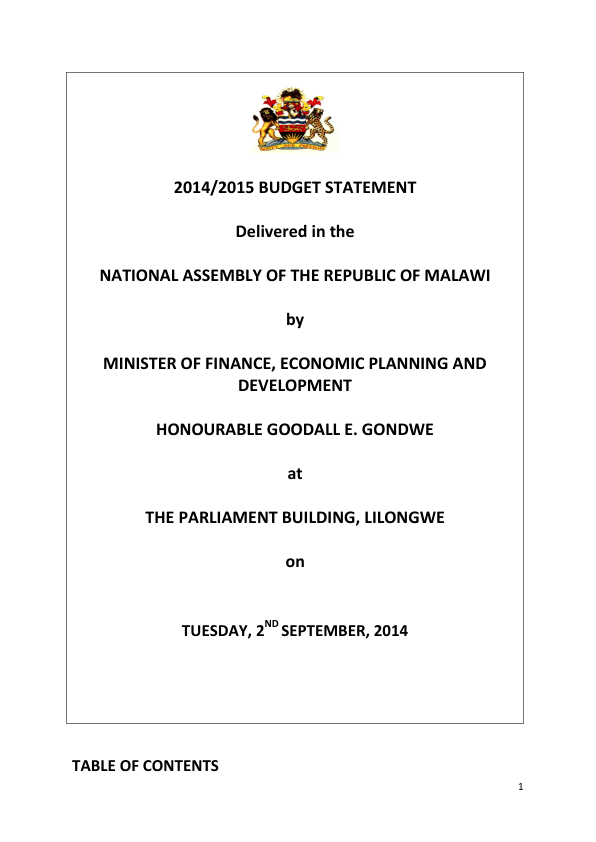 2014/2015 BUDGET STATEMENT
Delivered in the
NATIONAL ASSEMBLY OF THE REPUBLIC OF MALAWI
by
MINISTER OF FINANCE, ECONOMIC PLANNING AND
DEVELOPMENT
HONOURABLE GOODALL E. GONDWE
at
THE PARLIAMENT BUILDING, LILONGWE
on
TUESDAY, 2ND SEPTEMBER, 2014
TABLE OF CONTENTS
1